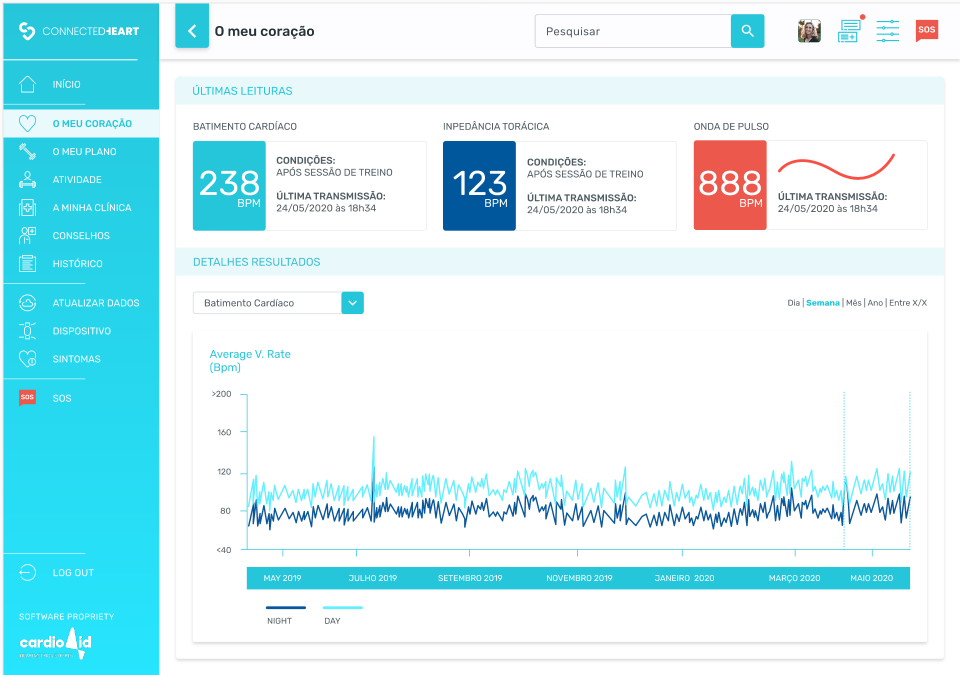 CONNECTEDHEART
INÍCIO
O MEU CORAÇÃO
O MEU PLANO
ATIVIDADE
A MINHA CLÍNICA
CONSELHOS
HISTÓRICO
ATUALIZAR DADOS
DISPOSITIVO
SINTOMAS
SOS
SOS
LOG OUT
SOFTWARE PROPRIETY
cardioAid
O meu coração
Pesquisar
SOS
ÚLTIMAS LEITURAS
BATIMENTO CARDÍACO
238
BPM
CONDIÇÕES:
APÓS SESSÃO DE TREINO
ÚLTIMA TRANSMISSÃO:
24/05/2020 às 18h34
INPEDÂNCIA TORÁCICA
123
BPM
CONDIÇÕES:
APÓS SESSÃO DE TREINO
ÚLTIMA TRANSMISSÃO:
24/05/2020 às 18h34
ONDA DE PULSO
888
BPM
ÚLTIMA TRANSMISSÃO:
24/05/2020 às 18h34
DETALHES RESULTADOS
Batimento Cardíaco
Dia | Semana | Mês | Ano | Entre X/X
Average V. Rate
(Bpm)
>200
160
120
80
<40
MAY 2019 JULHO 2019 SETEMBRO 2019 NOVEMBRO 2019 JANEIRO 2020 MARÇO 2020 MAIO 2020
NIGHT DAY